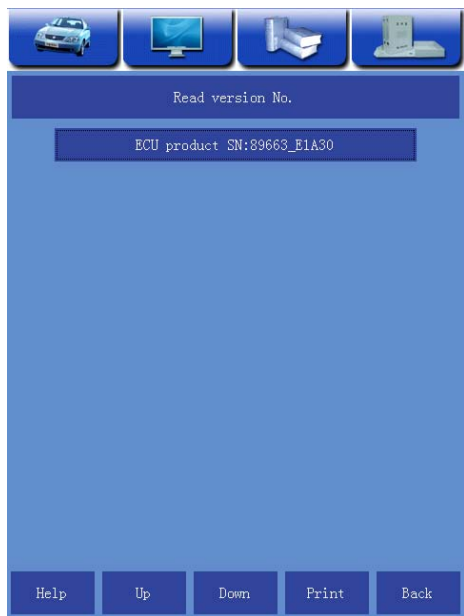 Read version No.
ECU product SN:89663_E1A30
Help
Up
Down
Print
Back